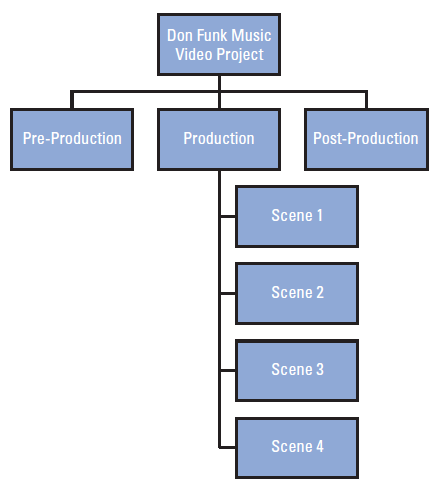 Don Funk Music
Video Project
Pre-Production
Production
Post-Production
Scene 1
Scene 2
Scene 3
Scene 4